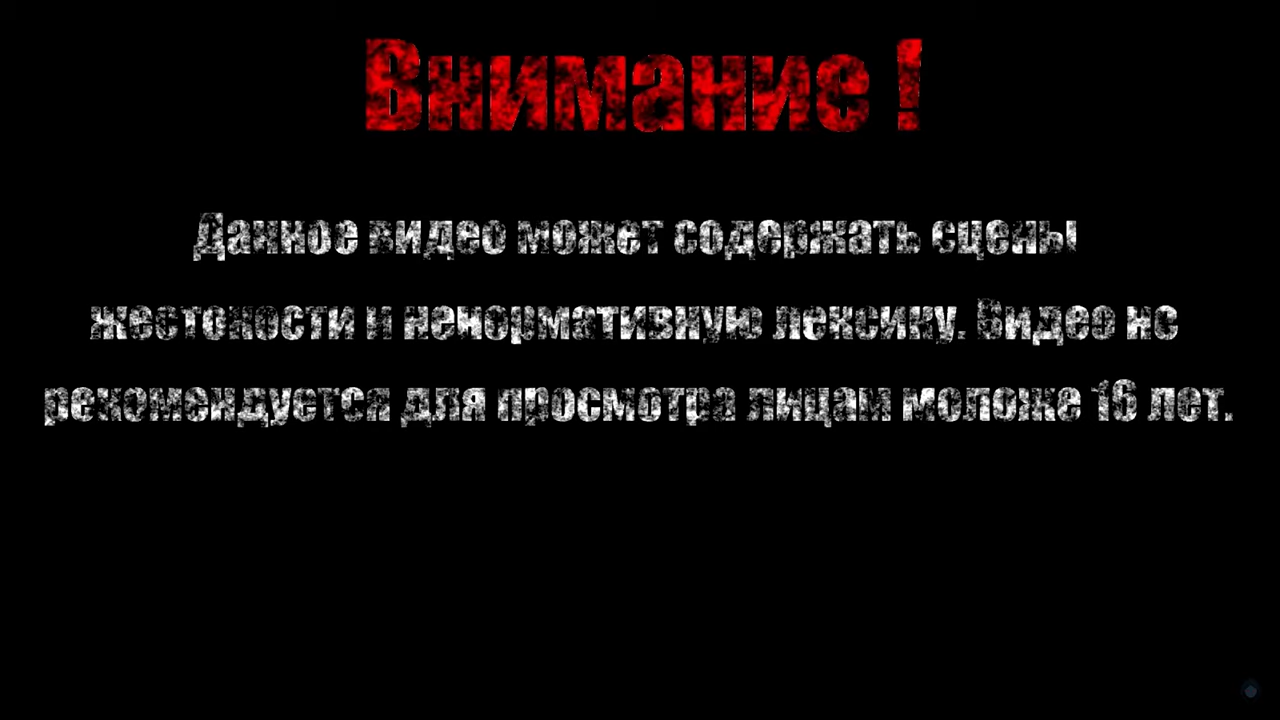 Внимание !
Данное видео может содержать сцены
жестокости и ненормативную лексику. Видео не
рекомендуется для просмотра лицам моложе 16 лет.